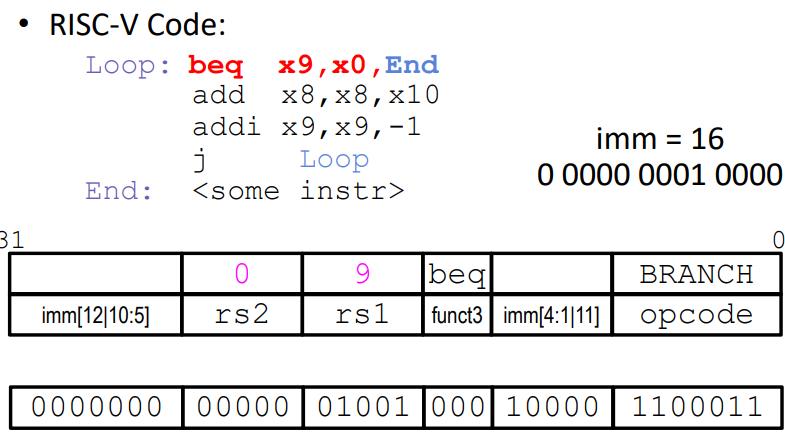 • RISC-V Code:
Loop: beq x9,x0,End
add x8,x8,x10
addi x9,x9,-1
j Loop
End: <some instr>
imm = 16
0 0000 0001 0000
31 0
0 9 beq BRANCH
imm[12|10:5] rs2 rs1 funct3 imm[4:1|11] opcode
0000000 00000 01001 000 10000 1100011